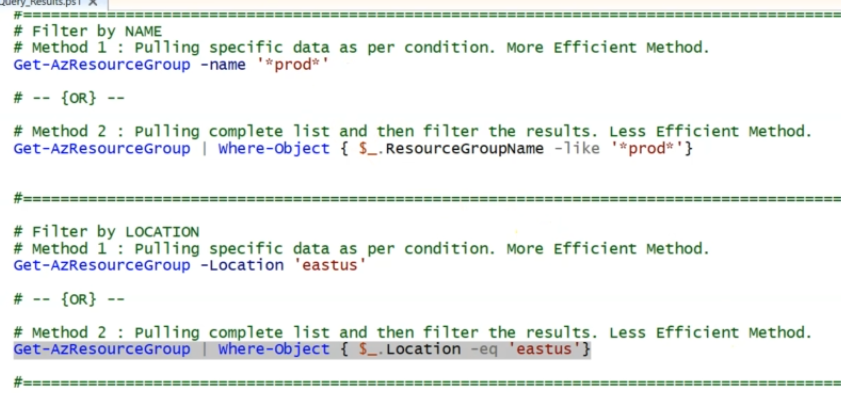 Query_Results.ps1 X
#========================================================================================
# Filter by NAME
# Method 1 : Pulling specific data as per condition. More Efficient Method.
Get-AzResourceGroup -name '*prod*'
# -- {OR} --
# Method 2 : Pulling complete list and then filter the results. Less Efficient Method.
Get-AzResourceGroup | Where-Object { $_.ResourceGroupName -like '*prod*'}
#========================================================================================
# Filter by LOCATION
# Method 1 : Pulling specific data as per condition. More Efficient Method.
Get-AzResourceGroup -Location 'eastus'
# -- {OR} --
# Method 2 : Pulling complete list and then filter the results. Less Efficient Method.
Get-AzResourceGroup | Where-Object { $_.Location -eq 'eastus'}
#========================================================================================